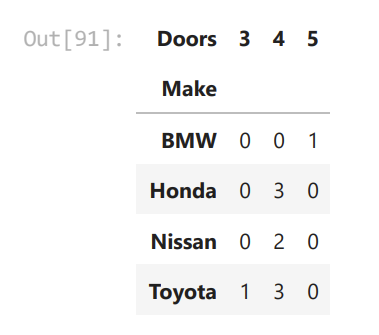 Out[91]: Doors 3 4 5
Make
BMW 0 0 1
Honda 0 3 0
Nissan 0 2 0
Toyota 1 3 0